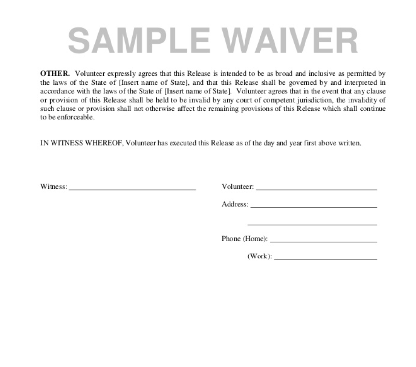 SAMPLE WAIVER
OTHER. Volunteer expressly agrees that this Release is intended to be as broad and inclusive as permitted by
the laws of the State of [Insert name of State], and that this Release shall be governed by and interpreted in
accordance with the laws of the State of [Insert name of State]. Volunteer agrees that in the event that any clause
or provision of this Release shall be held to be invalid by any court of competent jurisdiction, the invalidity of
such clause or provision shall not otherwise affect the remaining provisions of this Release which shall continue
to be enforceable.
IN WITNESS WHEREOF, Volunteer has executed this Release as of the day and year first above written.
Witness: Volunteer:
Address:
Phone (Home):
(Work):